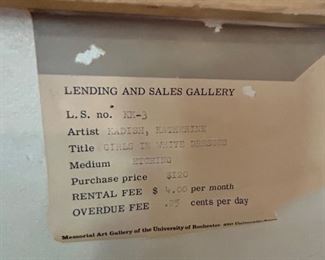 LENDING AND SALES GALLERY
L.S. no. KK-3
Artist KADISH, KATHERINE
Title GIRLS IN WHITE DRESSES
Medium ETCHING
Purchase price $120
RENTAL FEE $ 4.00 per month
OVERDUE FEE .25 cents per day
Memorial Art Gallery of the University of Rochester